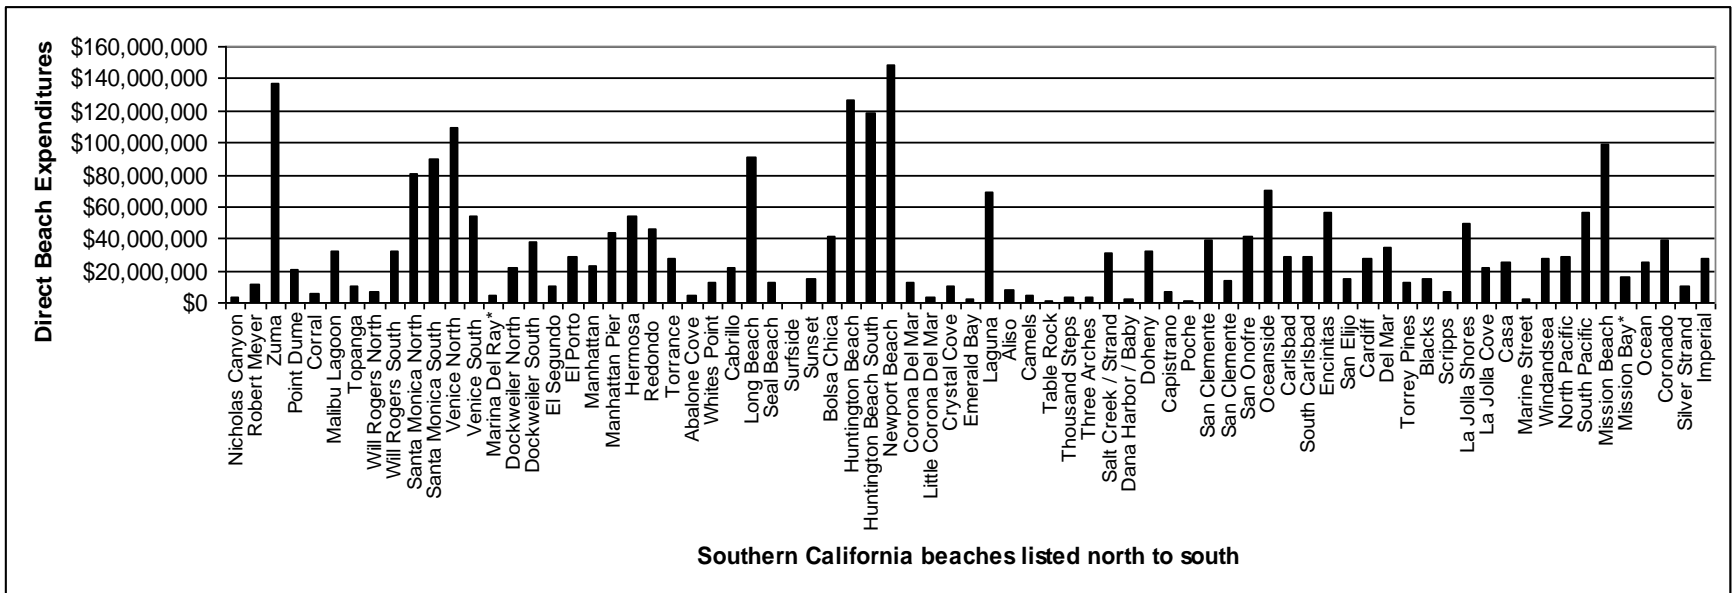 Direct Beach Expenditures
$160,000,000
$140,000,000
$120,000,000
$100,000,000
$80,000,000
$60,000,000
$40,000,000
$20,000,000
$0
Nicholas Canyon
Robert Meyer
Zuma
Point Dume
Corral
Malibu Lagoon
Topanga
Will Rogers North
Will Rogers South
Santa Monica North
Santa Monica South
Venice North
Venice South
Marina Del Ray*
Dockweiler North
Dockweiler South
El Segundo
El Porto
Manhattan
Manhattan Pier
Hermosa
Redondo
Torrance
Abalone Cove
Whites Point
Cabrillo
Long Beach
Seal Beach
Surfside
Sunset
Bolsa Chica
Huntington Beach
Huntington Beach South
Newport Beach
Corona Del Mar
Little Corona Del Mar
Crystal Cove
Emerald Bay
Laguna
Aliso
Camels
Table Rock
Thousand Steps
Three Arches
Salt Creek / Strand
Dana Harbor / Baby
Doheny
Capistrano
Poche
San Clemente
San Clemente
San Onofre
Oceanside
Carlsbad
South Carlsbad
Encinitas
San Elijo
Cardiff
Del Mar
Torrey Pines
Blacks
Scripps
La Jolla Shores
La Jolla Cove
Casa
Marine Street
Windandsea
North Pacific
South Pacific
Mission Beach
Mission Bay*
Ocean
Coronado
Silver Strand
Imperial
Southern California beaches listed north to south